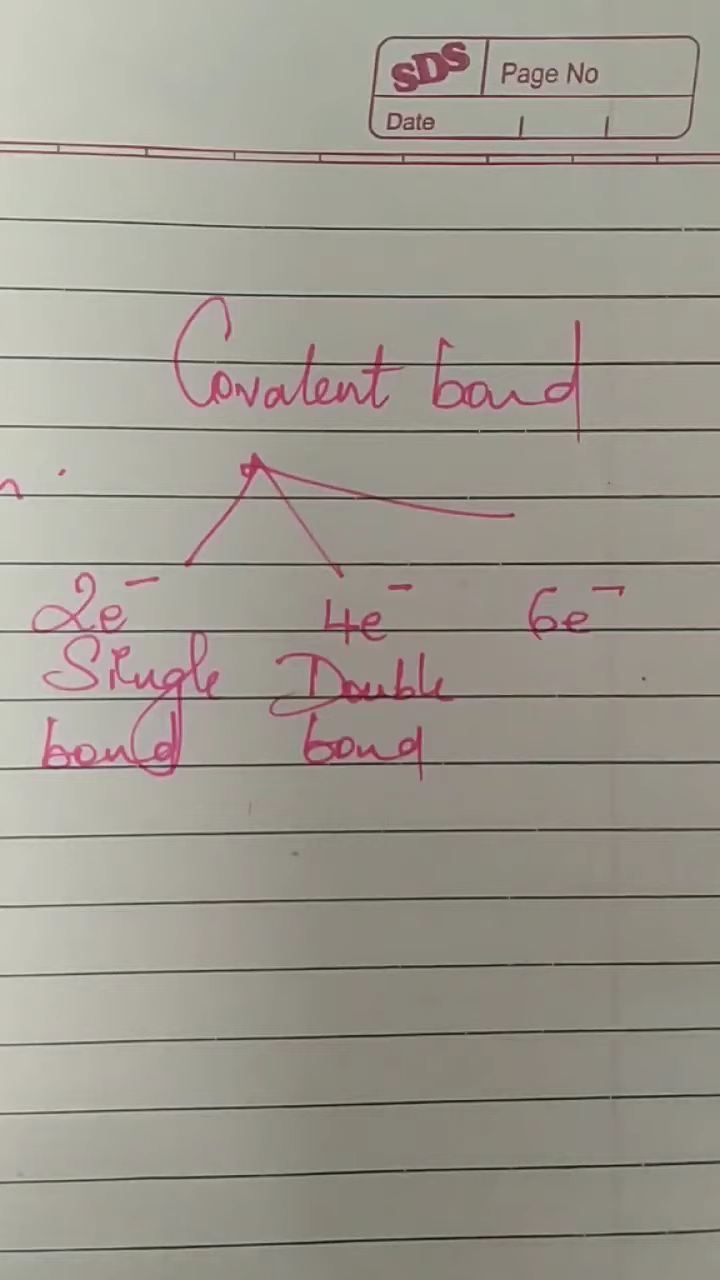 SDS Page No
Date
Covalent bond
2e⁻ 4e⁻ 6e⁻
Single Double
bond bond